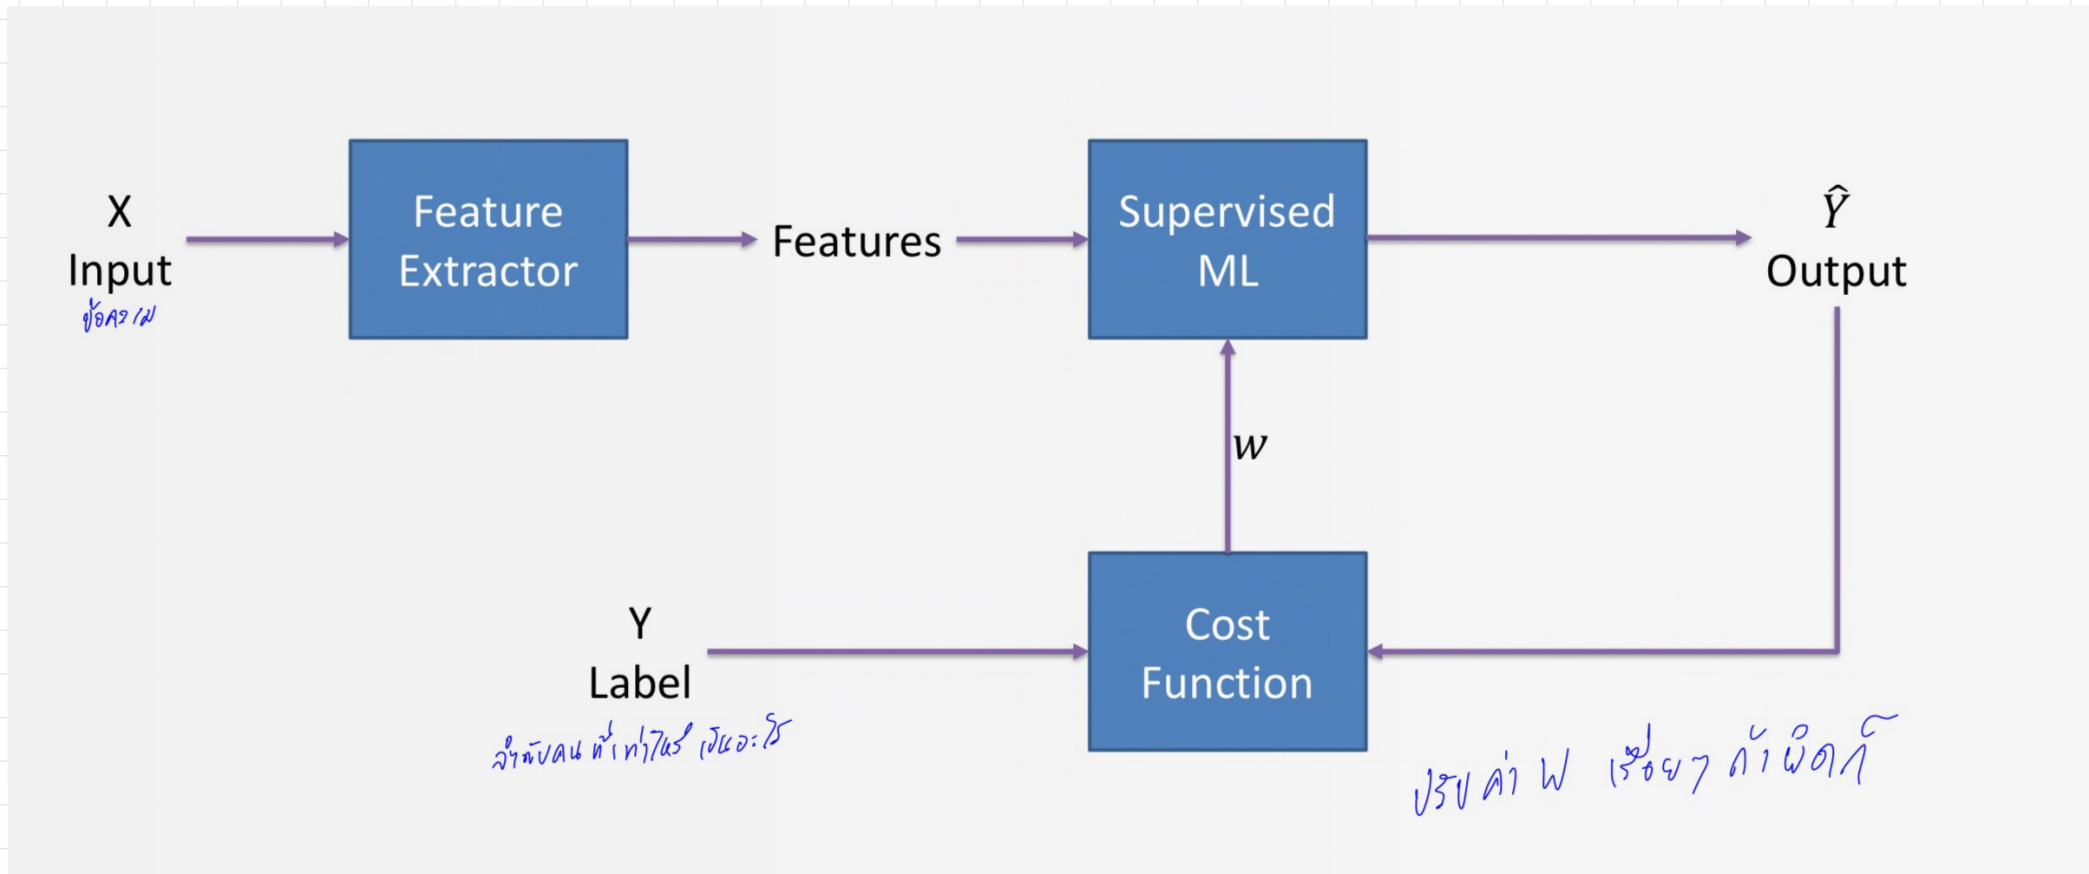 X
Input
ข้อความ
Feature
Extractor
Features
Supervised
ML
Ŷ
Output
w
Y
Label
ลำดับคน ที่เท่าไหร่ เป็นอะไร
Cost
Function
ปรับ ค่า W เรื่อยๆ ถ้าผิดก็